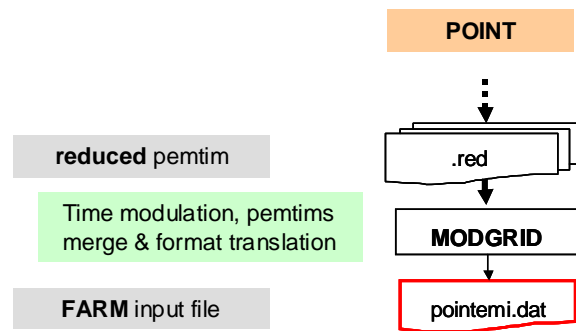 POINT
reduced pemtim
.red
Time modulation, pemtims
merge & format translation
MODGRID
FARM input file
pointemi.dat